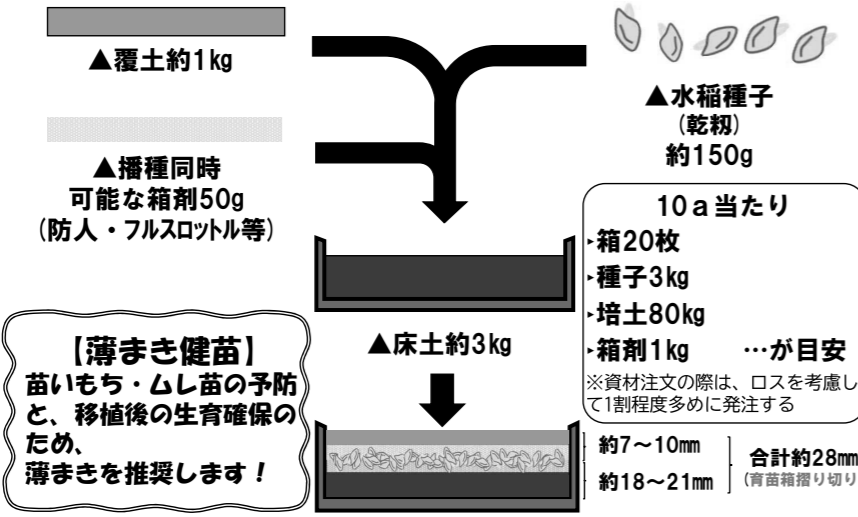 ▲覆土約1kg
▲播種同時
可能な箱剤50g
(防人・フルスロットル等)
▲水稲種子
(乾籾)
約150g
10a当たり
▸箱20枚
▸種子3kg
▸培土80kg
▸箱剤1kg …が目安
※資材注文の際は、ロスを考慮し
て1割程度多めに発注する
▲床土約3kg
【薄まき健苗】
苗いもち・ムレ苗の予防
と、移植後の生育確保の
ため、
薄まきを推奨します！
約7～10mm
約18～21mm
合計約28mm
(育苗箱摺り切り